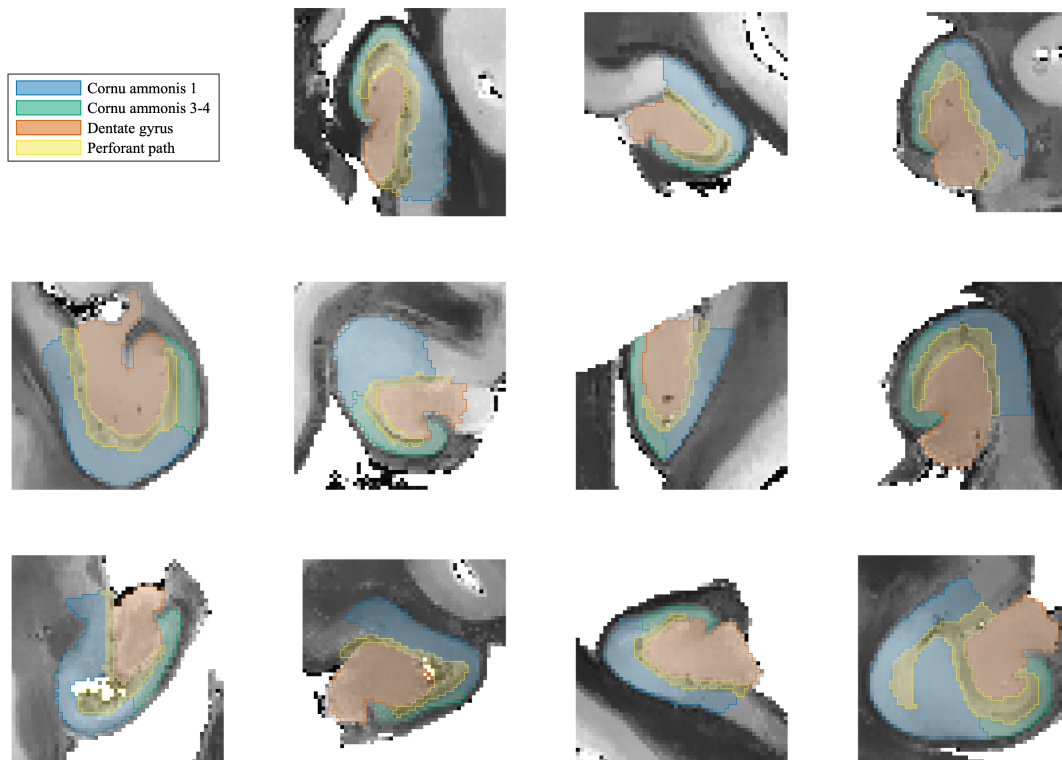 Cornu ammonis 1
Cornu ammonis 3-4
Dentate gyrus
Perforant path